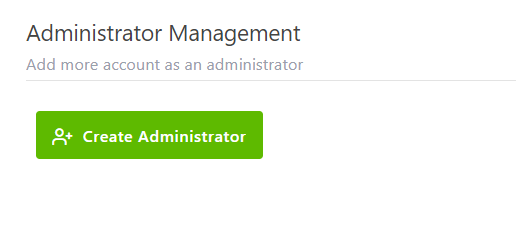 Administrator Management
Add more account as an administrator
Create Administrator